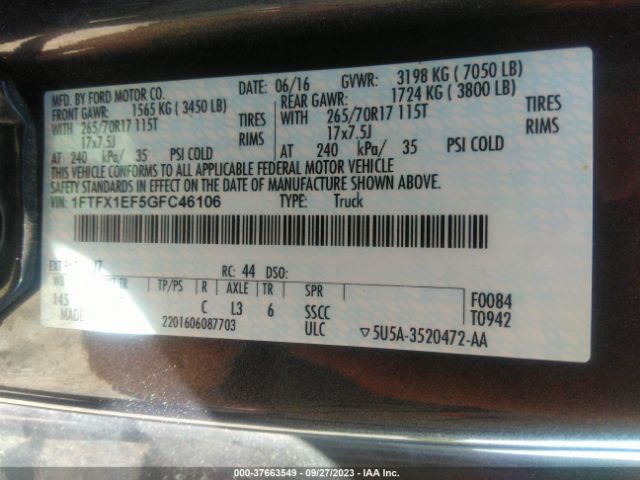 MFD. BY FORD MOTOR CO.
DATE: 06/16 GVWR: 3198 KG ( 7050 LB)
FRONT GAWR: 1565 KG ( 3450 LB)
REAR GAWR: 1724 KG ( 3800 LB)
WITH 265/70R17 115T TIRES
WITH 265/70R17 115T TIRES
17x7.5J RIMS
17x7.5J RIMS
AT 240 kPa/ 35 PSI COLD
AT 240 kPa/ 35 PSI COLD
THIS VEHICLE CONFORMS TO ALL APPLICABLE FEDERAL MOTOR VEHICLE
SAFETY STANDARDS IN EFFECT ON THE DATE OF MANUFACTURE SHOWN ABOVE.
VIN: 1FTFX1EF5GFC46106 TYPE: Truck
EXT RC: 44 DSO:
WB TR TP/PS R AXLE TR SPR
145 C L3 6 SSCC
F0084
T0942
MADE 2201606087703 ULC ▽5U5A-3520472-AA
000-37663549 - 09/27/2023 - IAA Inc.